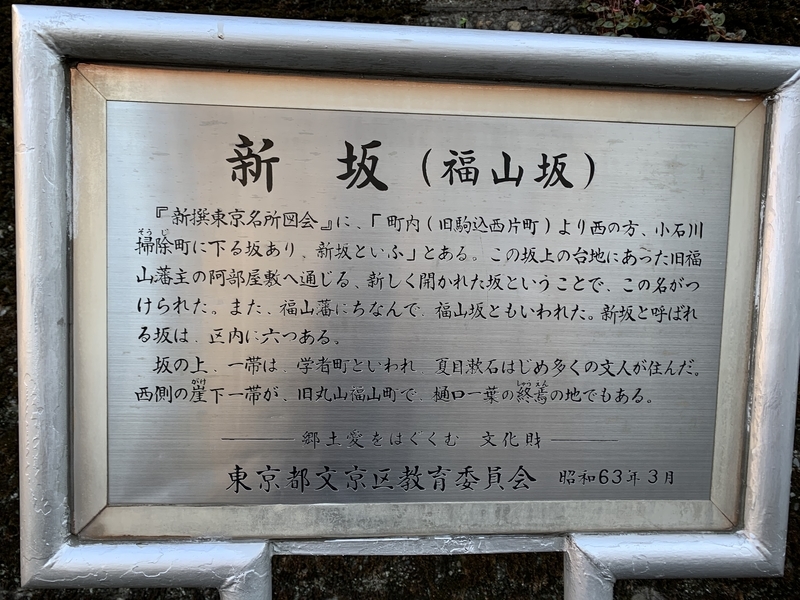 新 坂（福山坂）
『新撰東京名所図会』に、「町内（旧駒込西片町）より西の方、小石川
そうじ
掃除町に下る坂あり、新坂といふ」とある。この坂上の台地にあった旧福
山藩主の阿部屋敷へ通じる、新しく開かれた坂ということで、この名がつ
けられた。また、福山藩にちなんで、福山坂ともいわれた。新坂と呼ばれ
る坂は、区内に六つある。
坂の上、一帯は、学者町といわれ、夏目漱石はじめ多くの文人が住んだ。
がけ しゅうえん
西側の崖下一帯が、旧丸山福山町で、樋口一葉の終焉の地でもある。
郷土愛をはぐくむ 文化財
東京都文京区教育委員会 昭和63年3月